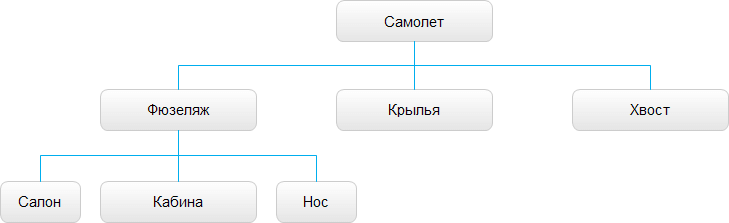 Самолет
Фюзеляж
Крылья
Хвост
Салон
Кабина
Нос